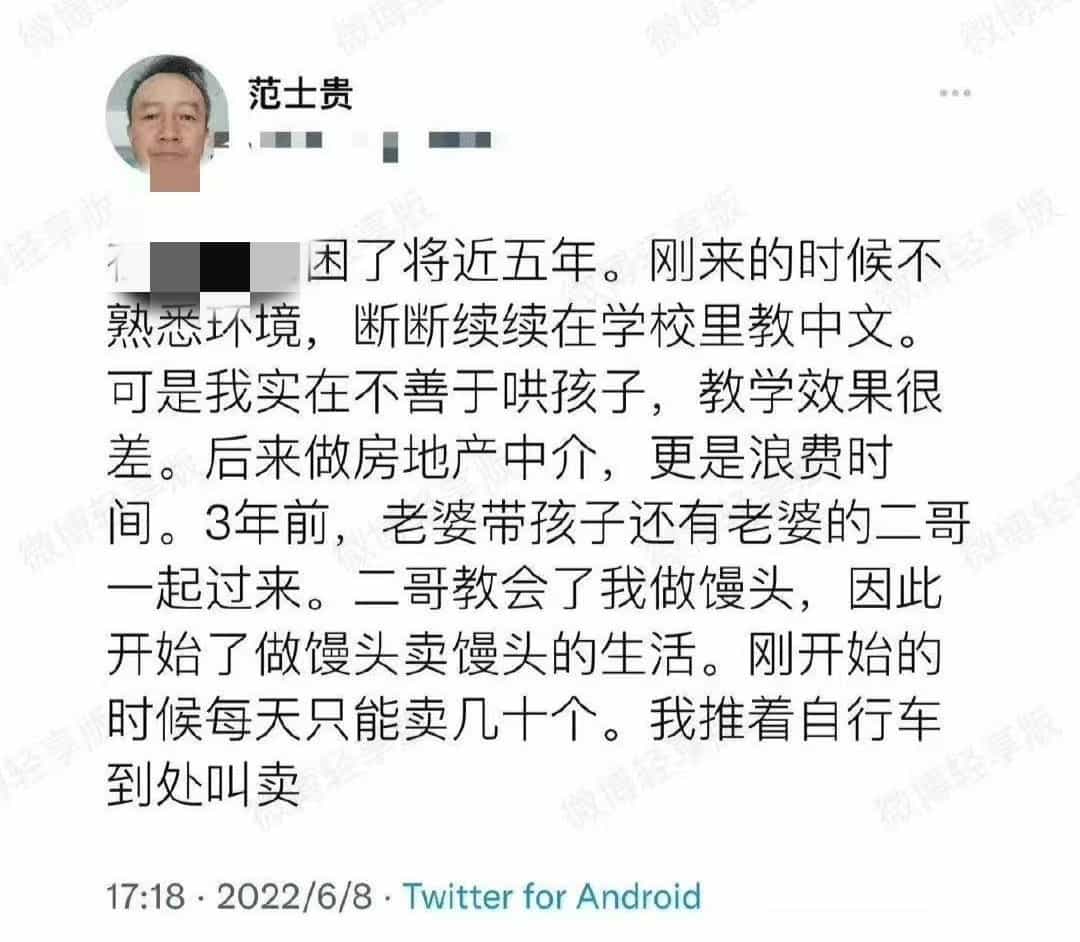 范士贵
困了将近五年。刚来的时候不
熟悉环境，断断续续在学校里教中文。
可是我实在不善于哄孩子，教学效果很
差。后来做房地产中介，更是浪费时
间。3年前，老婆带孩子还有老婆的二哥
一起过来。二哥教会了我做馒头，因此
开始了做馒头卖馒头的生活。刚开始的
时候每天只能卖几十个。我推着自行车
到处叫卖
17:18 · 2022/6/8 · Twitter for Android
微博轻享版